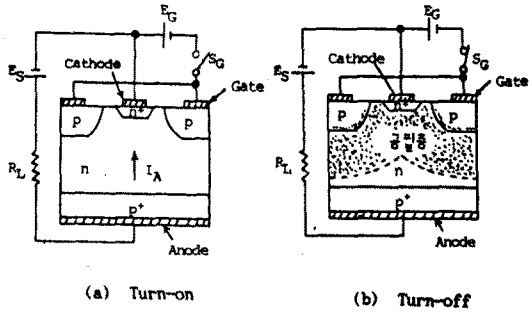 E_G
E_S
S_G
Cathode
Gate
p
n⁺
p
R_L
n
I_A
p⁺
Anode
(a) Turn-on
E_G
E_S
S_G
Cathode
Gate
p
n⁺
p
공핍층
R_L
n
p⁺
Anode
(b) Turn-off